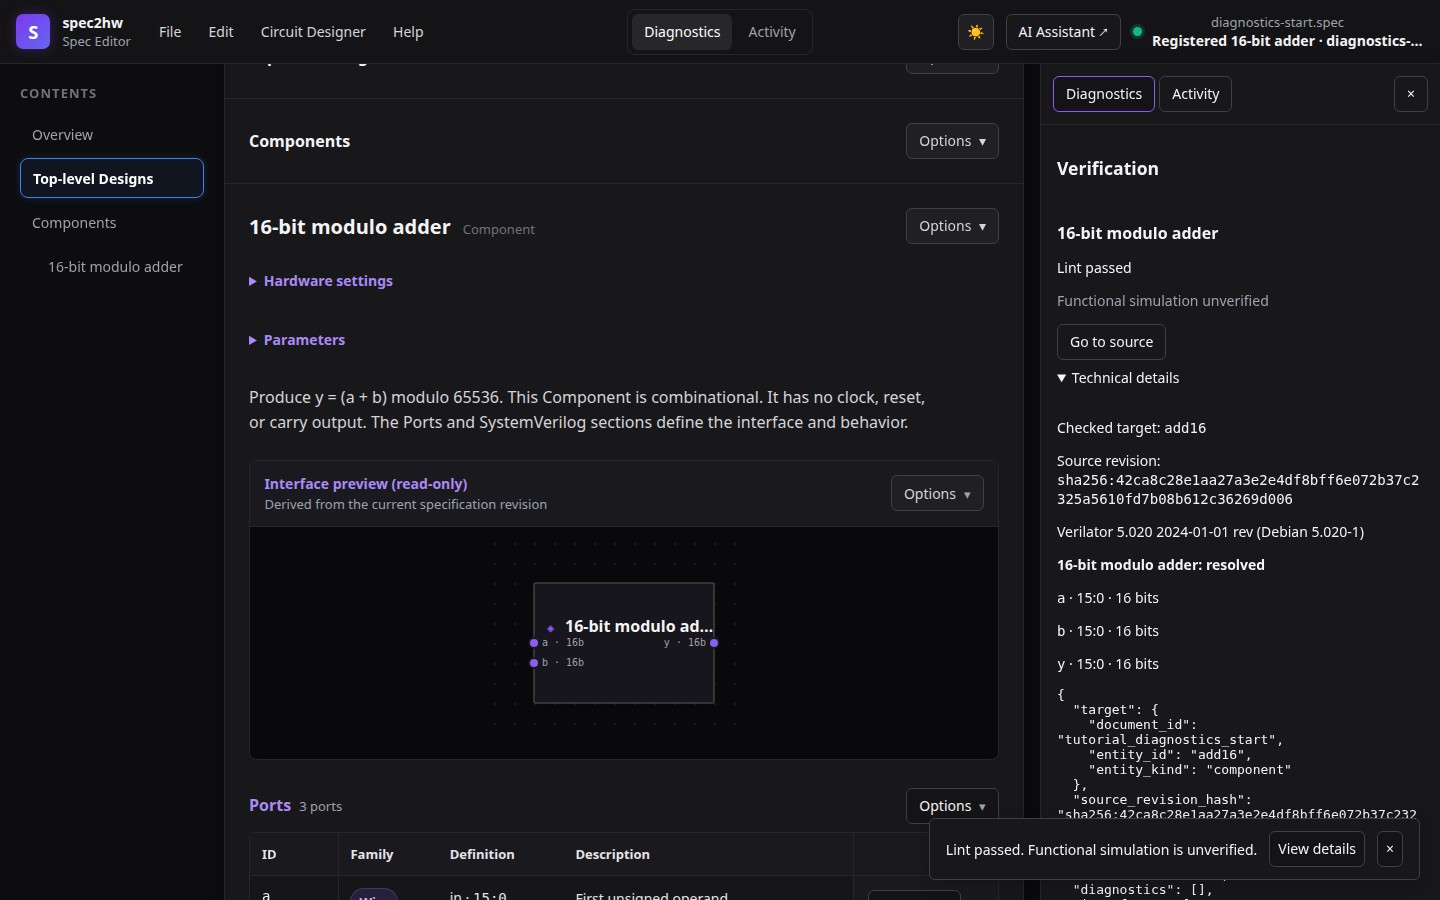 S
spec2hw
Spec Editor
File
Edit
Circuit Designer
Help
Diagnostics
Activity
☀️
AI Assistant ↗
diagnostics-start.spec
Registered 16-bit adder · diagnostics-...
CONTENTS
Overview
Top-level Designs
Components
16-bit modulo adder
Components
Options ▾
16-bit modulo adder Component
Options ▾
▶ Hardware settings
▶ Parameters
Produce y = (a + b) modulo 65536. This Component is combinational. It has no clock, reset,
or carry output. The Ports and SystemVerilog sections define the interface and behavior.
Interface preview (read-only)
Derived from the current specification revision
Options ▾
◈ 16-bit modulo ad...
a · 16b
y · 16b
b · 16b
Ports 3 ports
Options ▾
ID
Family
Definition
Description
a
in · 15:0
First unsigned operand
Diagnostics
Activity
×
Verification
16-bit modulo adder
Lint passed
Functional simulation unverified
Go to source
▼ Technical details
Checked target: add16
Source revision:
sha256:42ca8c28e1aa27a3e2e4df8bff6e072b37c2
325a5610fd7b08b612c36269d006
Verilator 5.020 2024-01-01 rev (Debian 5.020-1)
16-bit modulo adder: resolved
a · 15:0 · 16 bits
b · 15:0 · 16 bits
y · 15:0 · 16 bits
{
"target": {
"document_id":
"tutorial_diagnostics_start",
"entity_id": "add16",
"entity_kind": "component"
},
"source_revision_hash":
"sha256:42ca8c28e1aa27a3e2e4df8bff6e072b37c232
Lint passed. Functional simulation is unverified.
View details
×
"diagnostics": [],